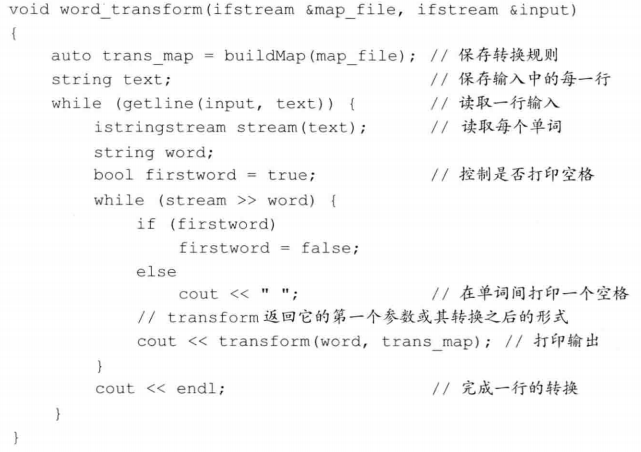 void word_transform(ifstream &map_file, ifstream &input)
{
    auto trans_map = buildMap(map_file); // 保存转换规则
    string text;                         // 保存输入中的每一行
    while (getline(input, text)) {       // 读取一行输入
        istringstream stream(text);      // 读取每个单词
        string word;
        bool firstword = true;           // 控制是否打印空格
        while (stream >> word) {
            if (firstword)
                firstword = false;
            else
                cout << " ";             // 在单词间打印一个空格
            // transform返回它的第一个参数或其转换之后的形式
            cout << transform(word, trans_map); // 打印输出
        }
        cout << endl;                    // 完成一行的转换
    }
}